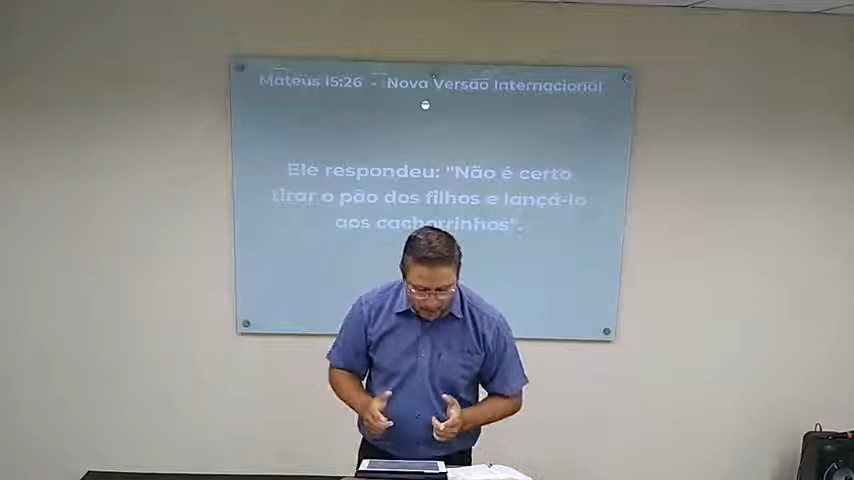 Mateus 15:26 - Nova Versão Internacional
Ele respondeu: "Não é certo
tirar o pão dos filhos e lançá-lo
aos cachorrinhos".